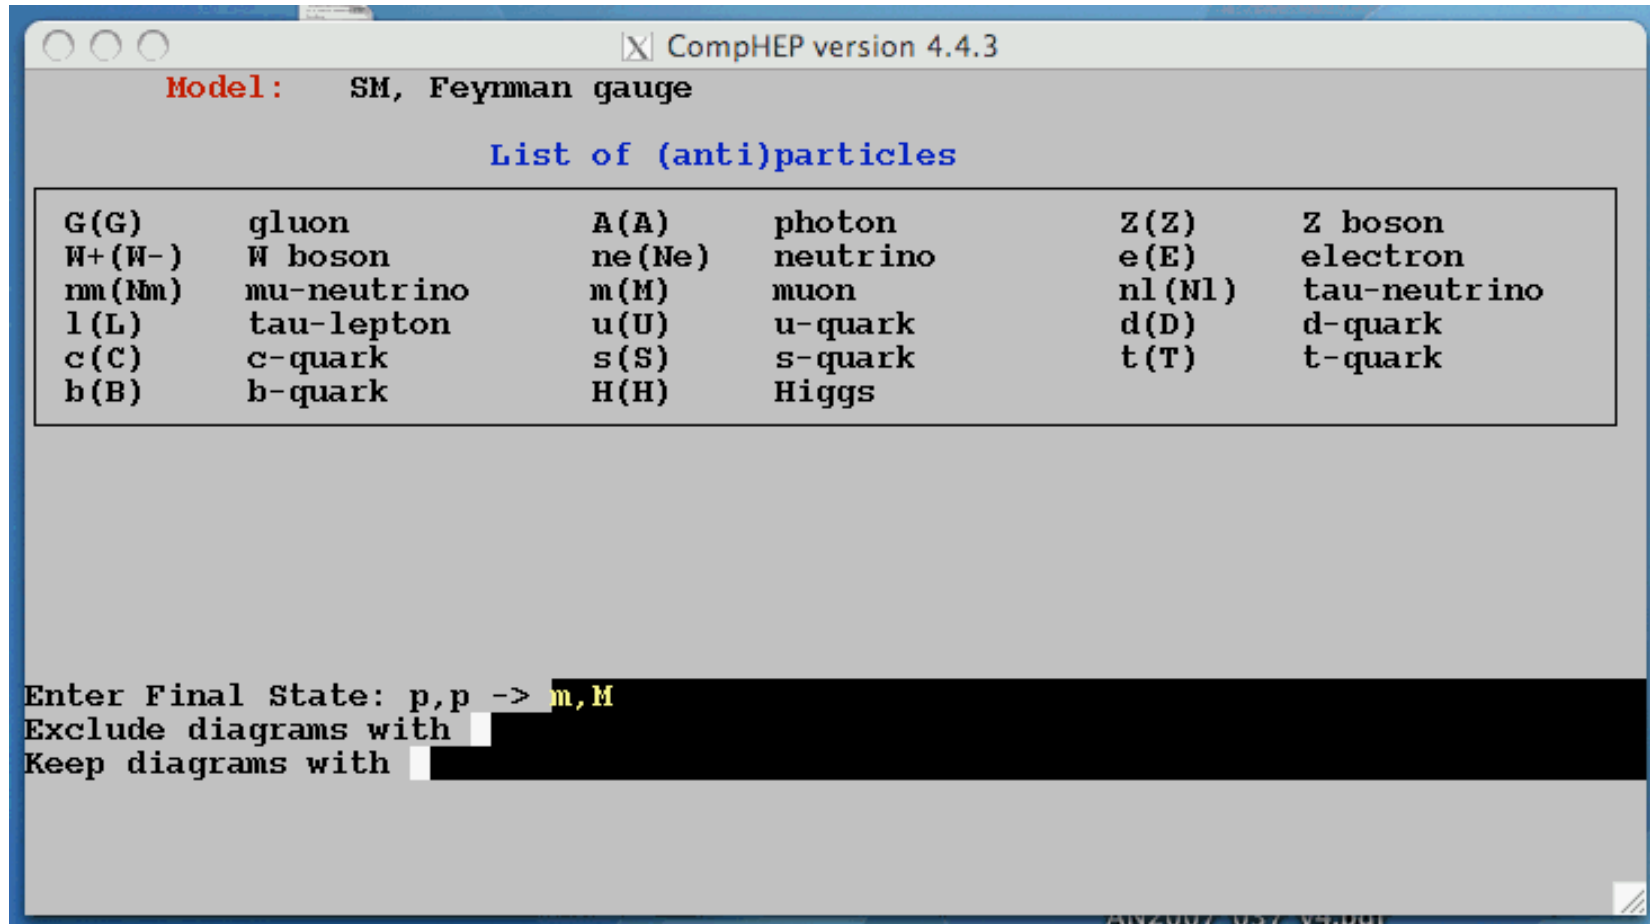 CompHEP version 4.4.3
Model: SM, Feynman gauge
List of (anti)particles
G(G) gluon A(A) photon Z(Z) Z boson
W+(W-) W boson ne(Ne) neutrino e(E) electron
nm(Nm) mu-neutrino m(M) muon nl(Nl) tau-neutrino
l(L) tau-lepton u(U) u-quark d(D) d-quark
c(C) c-quark s(S) s-quark t(T) t-quark
b(B) b-quark H(H) Higgs
Enter Final State: p,p -> m,M
Exclude diagrams with
Keep diagrams with